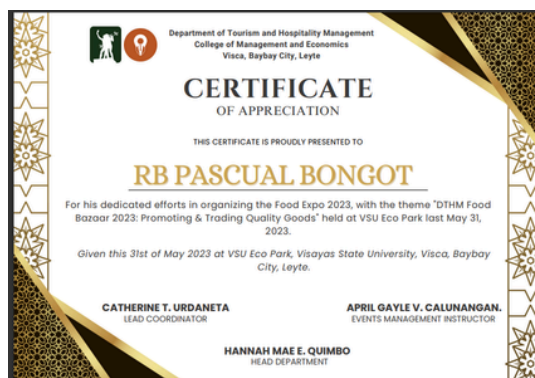 Department of Tourism and Hospitality Management
College of Management and Economics
Visca, Baybay City, Leyte
CERTIFICATE
OF APPRECIATION
THIS CERTIFICATE IS PROUDLY PRESENTED TO
RB PASCUAL BONGOT
For his dedicated efforts in organizing the Food Expo 2023, with the theme "DTHM Food
Bazaar 2023: Promoting & Trading Quality Goods" held at VSU Eco Park last May 31,
2023.
Given this 31st of May 2023 at VSU Eco Park, Visayas State University, Visca, Baybay
City, Leyte.
CATHERINE T. URDANETA
LEAD COORDINATOR
APRIL GAYLE V. CALUNANGAN.
EVENTS MANAGEMENT INSTRUCTOR
HANNAH MAE E. QUIMBO
HEAD DEPARTMENT